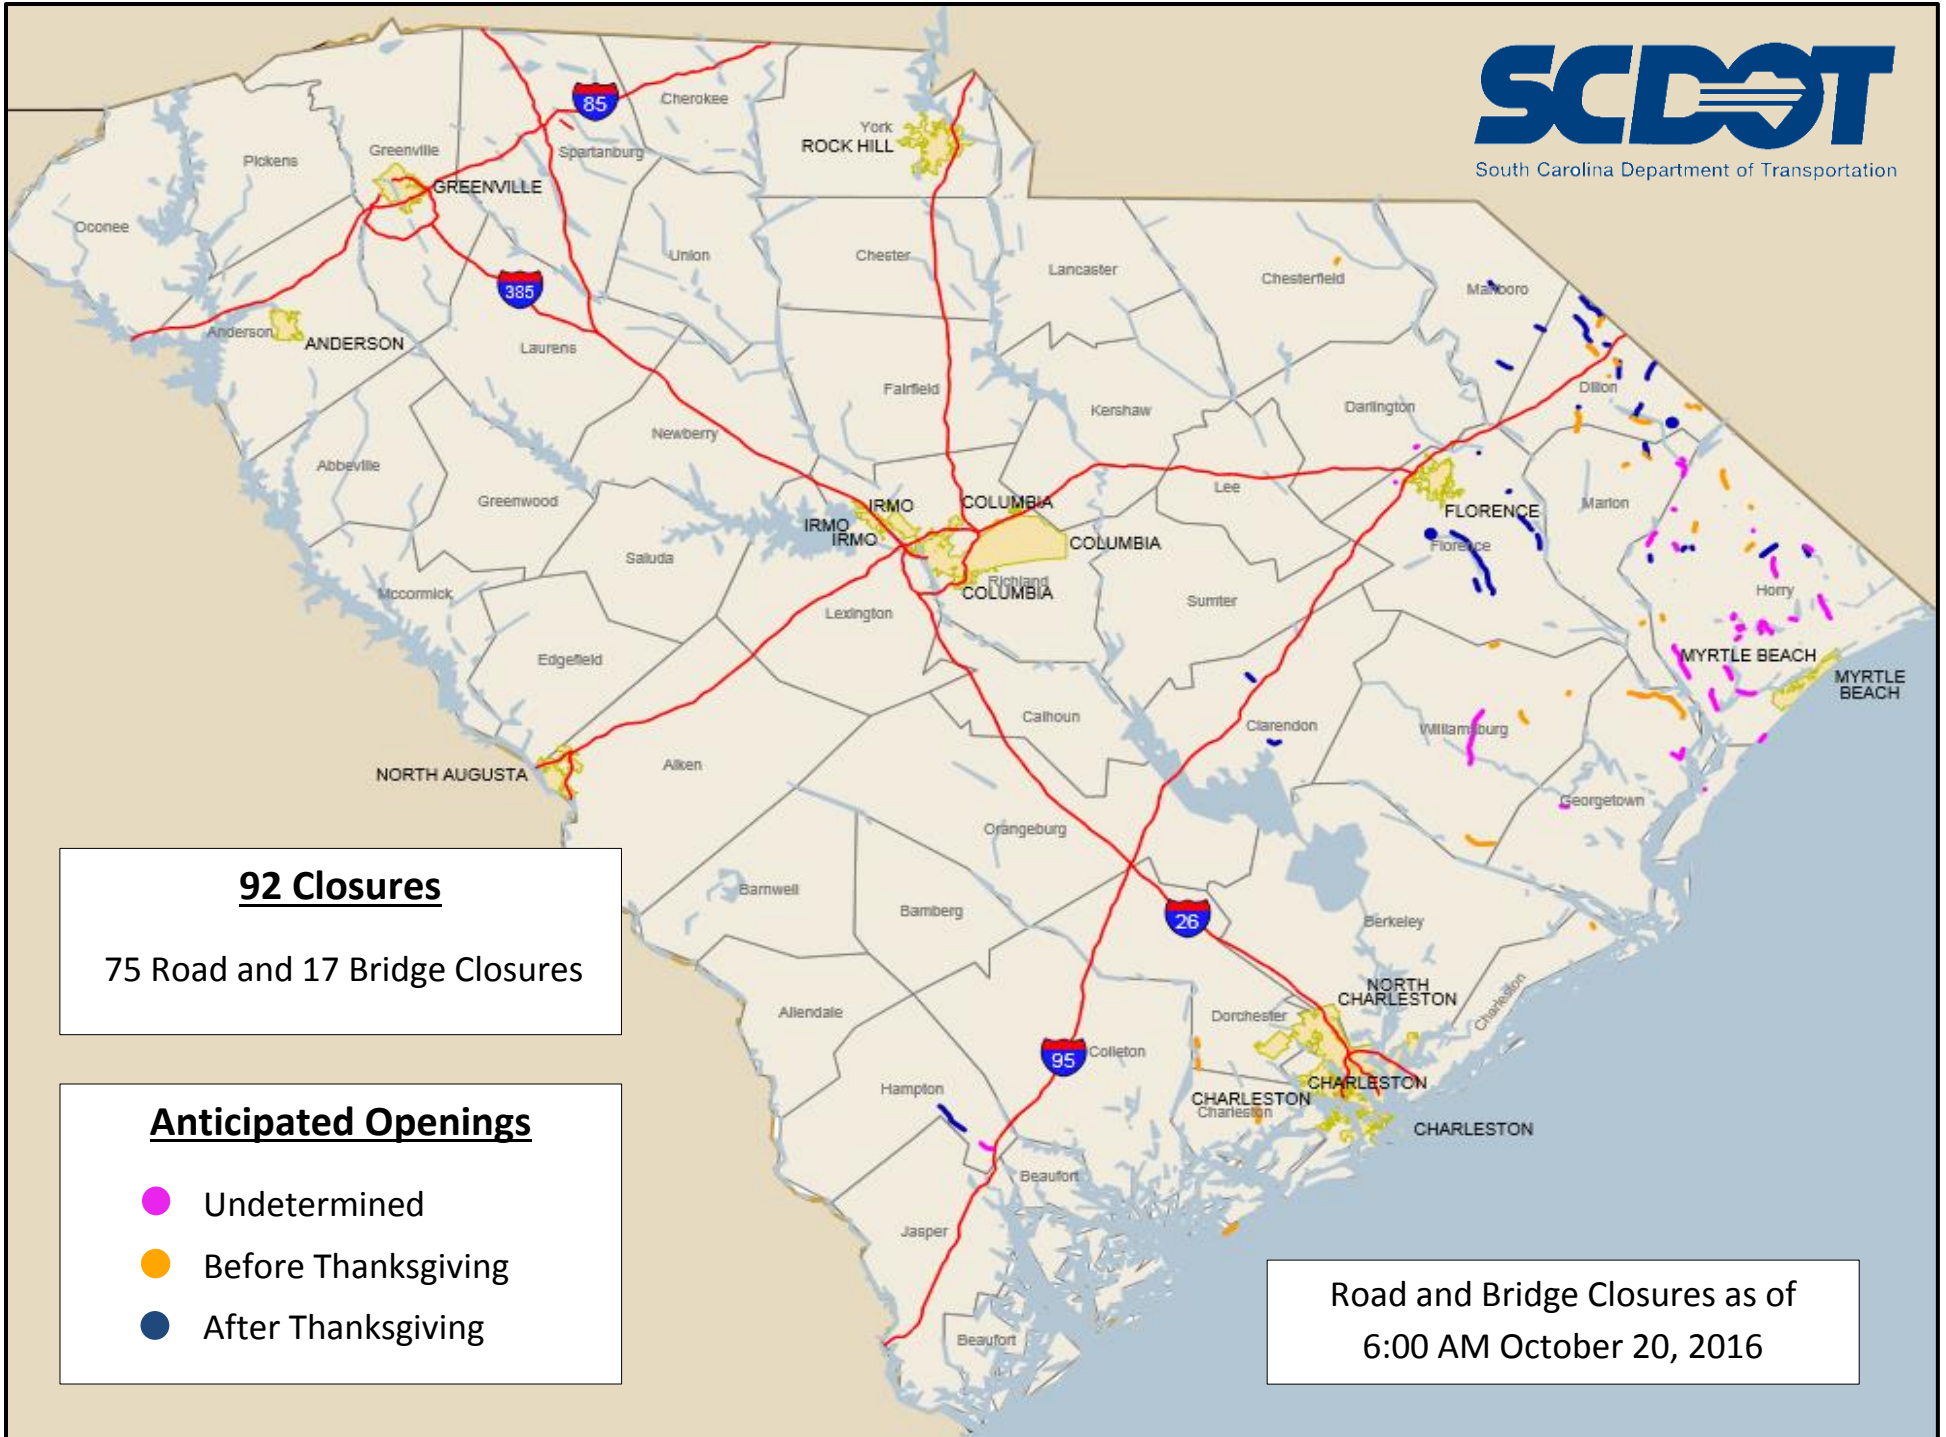 SCDOT
South Carolina Department of Transportation
85
Cherokee
York
ROCK HILL
Pickens
Greenville
Spartanburg
GREENVILLE
Oconee
Union
Chester
Lancaster
Chesterfield
Marlboro
385
Anderson
ANDERSON
Laurens
Fairfield
Kershaw
Darlington
Dillon
Newberry
Abbeville
Greenwood
Lee
IRMO
COLUMBIA
FLORENCE
Marion
IRMO
IRMO
COLUMBIA
Florence
Saluda
Richland
COLUMBIA
Mccormick
Lexington
Sumter
Horry
Edgefield
MYRTLE BEACH
MYRTLE
BEACH
Calhoun
Clarendon
Williamsburg
NORTH AUGUSTA
Aiken
Georgetown
Orangeburg
Barnwell
Bamberg
26
Berkeley
NORTH
CHARLESTON
Charleston
Allendale
Dorchester
95
Colleton
Hampton
CHARLESTON
CHARLESTON
Charleston
CHARLESTON
Beaufort
Jasper
Beaufort
92 Closures
75 Road and 17 Bridge Closures
Anticipated Openings
Undetermined
Before Thanksgiving
After Thanksgiving
Road and Bridge Closures as of
6:00 AM October 20, 2016